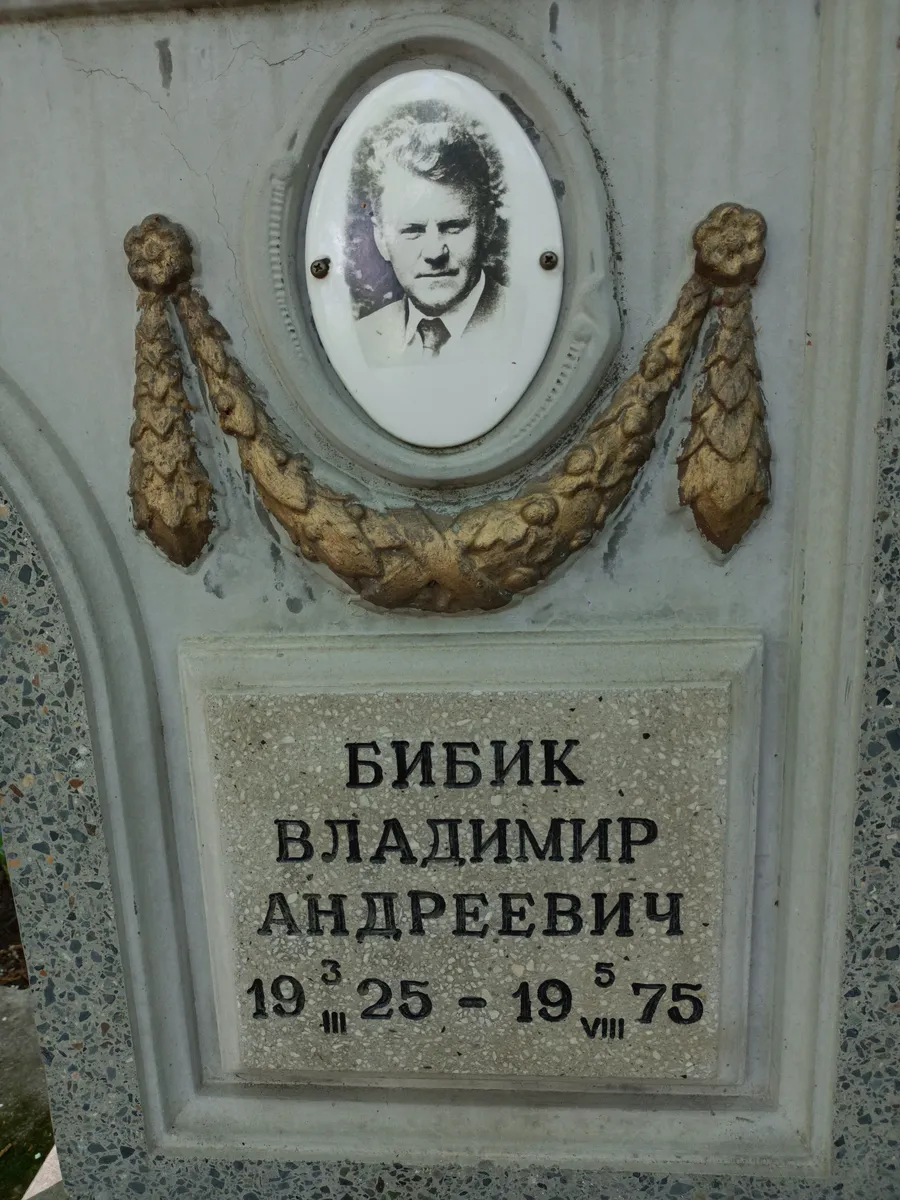 БИБИК
ВЛАДИМИР
АНДРЕЕВИЧ
19 3 III 25 - 19 5 VIII 75